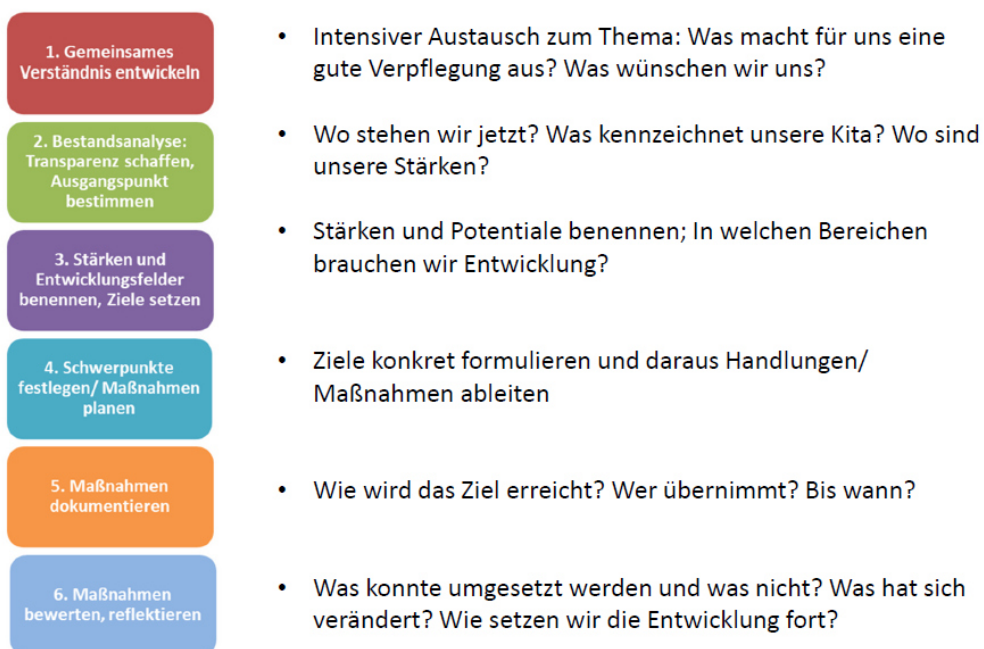 1. Gemeinsames
Verständnis entwickeln
• Intensiver Austausch zum Thema: Was macht für uns eine
gute Verpflegung aus? Was wünschen wir uns?
2. Bestandsanalyse:
Transparenz schaffen,
Ausgangspunkt
bestimmen
• Wo stehen wir jetzt? Was kennzeichnet unsere Kita? Wo sind
unsere Stärken?
3. Stärken und
Entwicklungsfelder
benennen, Ziele setzen
• Stärken und Potentiale benennen; In welchen Bereichen
brauchen wir Entwicklung?
4. Schwerpunkte
festlegen/ Maßnahmen
planen
• Ziele konkret formulieren und daraus Handlungen/
Maßnahmen ableiten
5. Maßnahmen
dokumentieren
• Wie wird das Ziel erreicht? Wer übernimmt? Bis wann?
6. Maßnahmen
bewerten, reflektieren
• Was konnte umgesetzt werden und was nicht? Was hat sich
verändert? Wie setzen wir die Entwicklung fort?